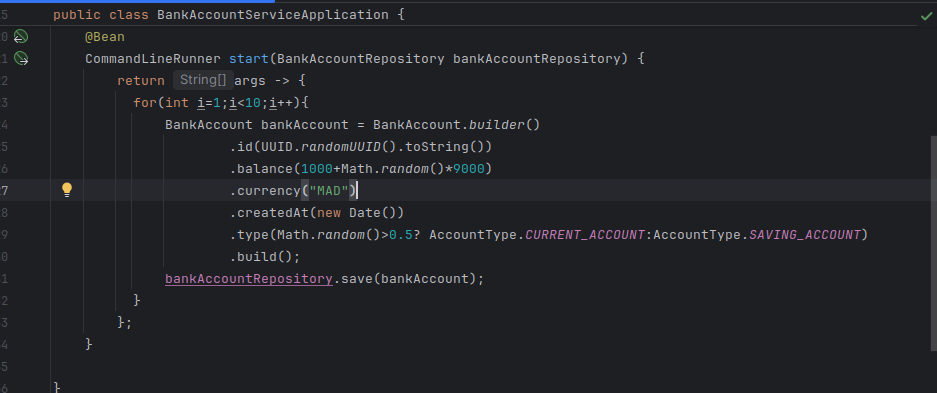 5 public class BankAccountServiceApplication {
0 @Bean
1 CommandLineRunner start(BankAccountRepository bankAccountRepository) {
2 return String[] args -> {
3 for(int i=1;i<10;i++){
4 BankAccount bankAccount = BankAccount.builder()
5 .id(UUID.randomUUID().toString())
6 .balance(1000+Math.random()*9000)
7 .currency("MAD")
8 .createdAt(new Date())
9 .type(Math.random()>0.5? AccountType.CURRENT_ACCOUNT:AccountType.SAVING_ACCOUNT)
0 .build();
1 bankAccountRepository.save(bankAccount);
2 }
3 };
4 }
5
6 }